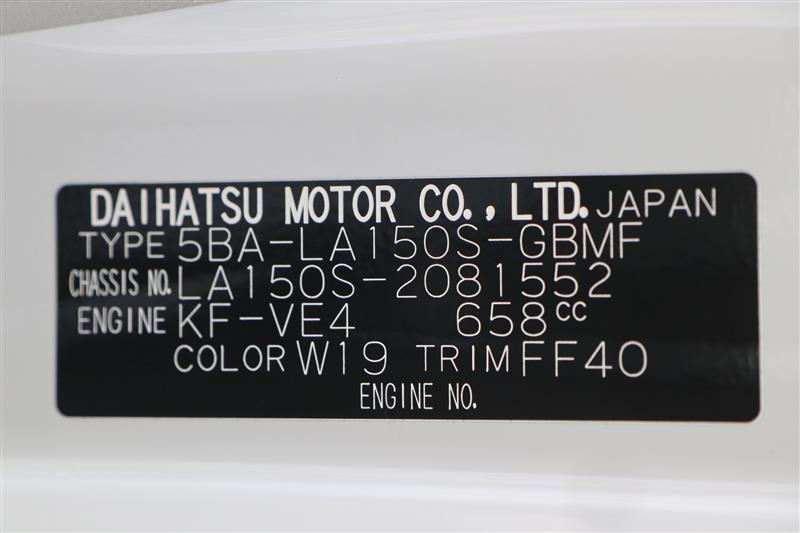 DAIHATSU MOTOR CO., LTD. JAPAN
TYPE 5BA-LA150S-GBMF
CHASSIS NO. LA150S-2081552
ENGINE KF-VE4 658cc
COLOR W19 TRIM FF40
ENGINE NO.